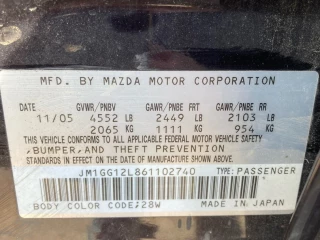 MFD. BY MAZDA MOTOR CORPORATION
GVWR/PNBV GAWR/PNBE FR GAWR/PNBE RR
11/05 4552 LB 2449 LB 2103 LB
2065 KG 1111 KG 954 KG
THIS VEHICLE CONFORMS TO ALL APPLICABLE FEDERAL MOTOR VEHICLE SAFETY,
BUMPER, AND THEFT PREVENTION
STANDARDS IN EFFECT ON THE DATE OF MANUFACTURE SHOWN ABOVE.
JM1GG12L861102740 TYPE:PASSENGER
BODY COLOR CODE:28W MADE IN JAPAN